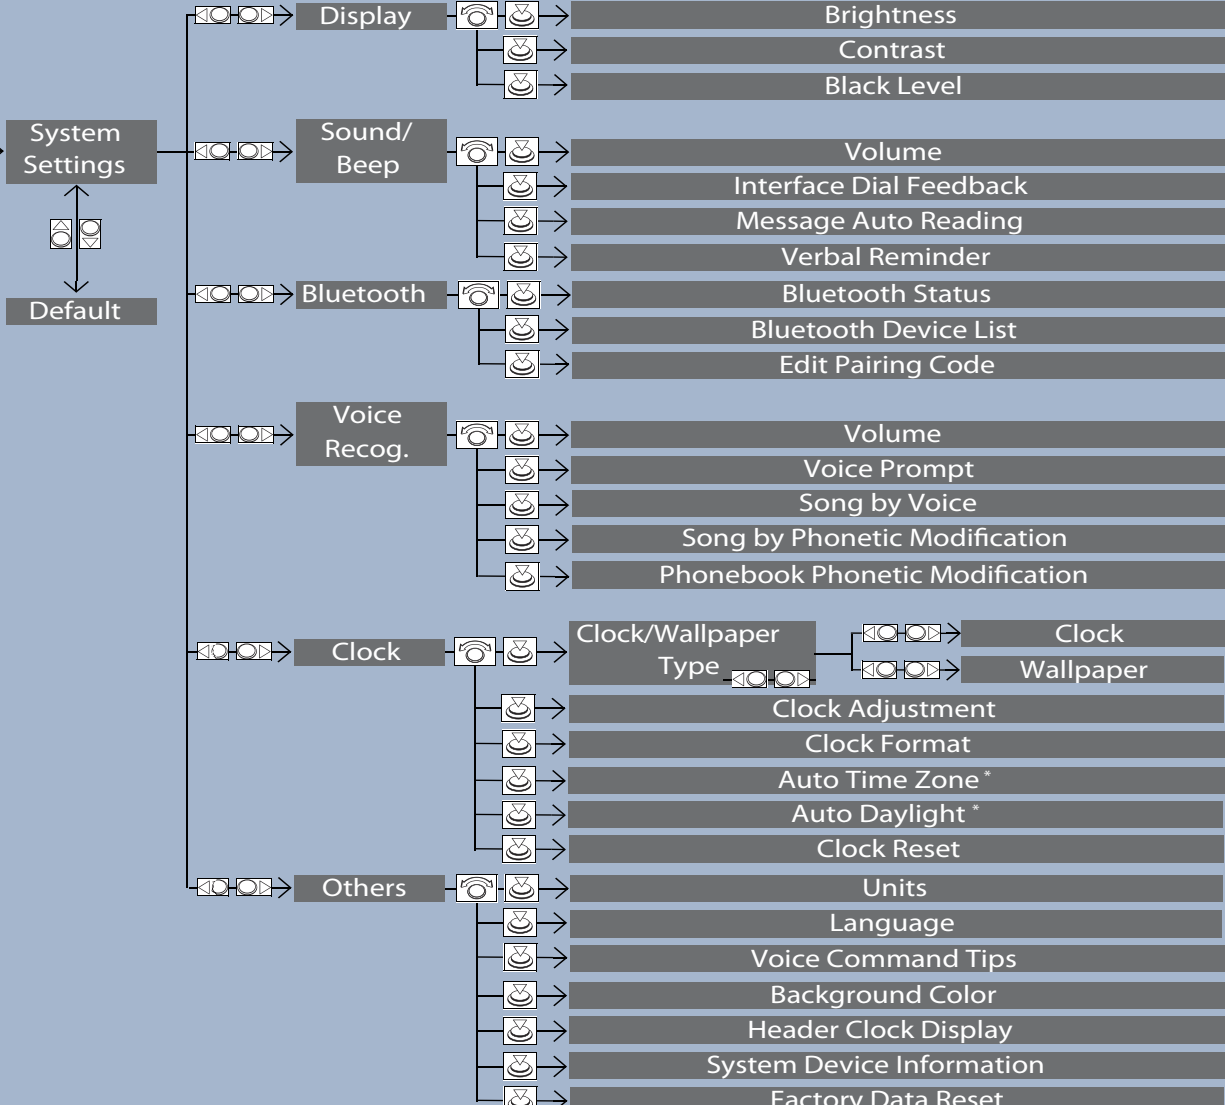 Display
Brightness
Contrast
Black Level
System
Settings
Default
Sound/
Beep
Volume
Interface Dial Feedback
Message Auto Reading
Verbal Reminder
Bluetooth
Bluetooth Status
Bluetooth Device List
Edit Pairing Code
Voice
Recog.
Volume
Voice Prompt
Song by Voice
Song by Phonetic Modification
Phonebook Phonetic Modification
Clock
Clock/Wallpaper
Type
Clock
Wallpaper
Clock Adjustment
Clock Format
Auto Time Zone*
Auto Daylight*
Clock Reset
Others
Units
Language
Voice Command Tips
Background Color
Header Clock Display
System Device Information
Factory Data Reset